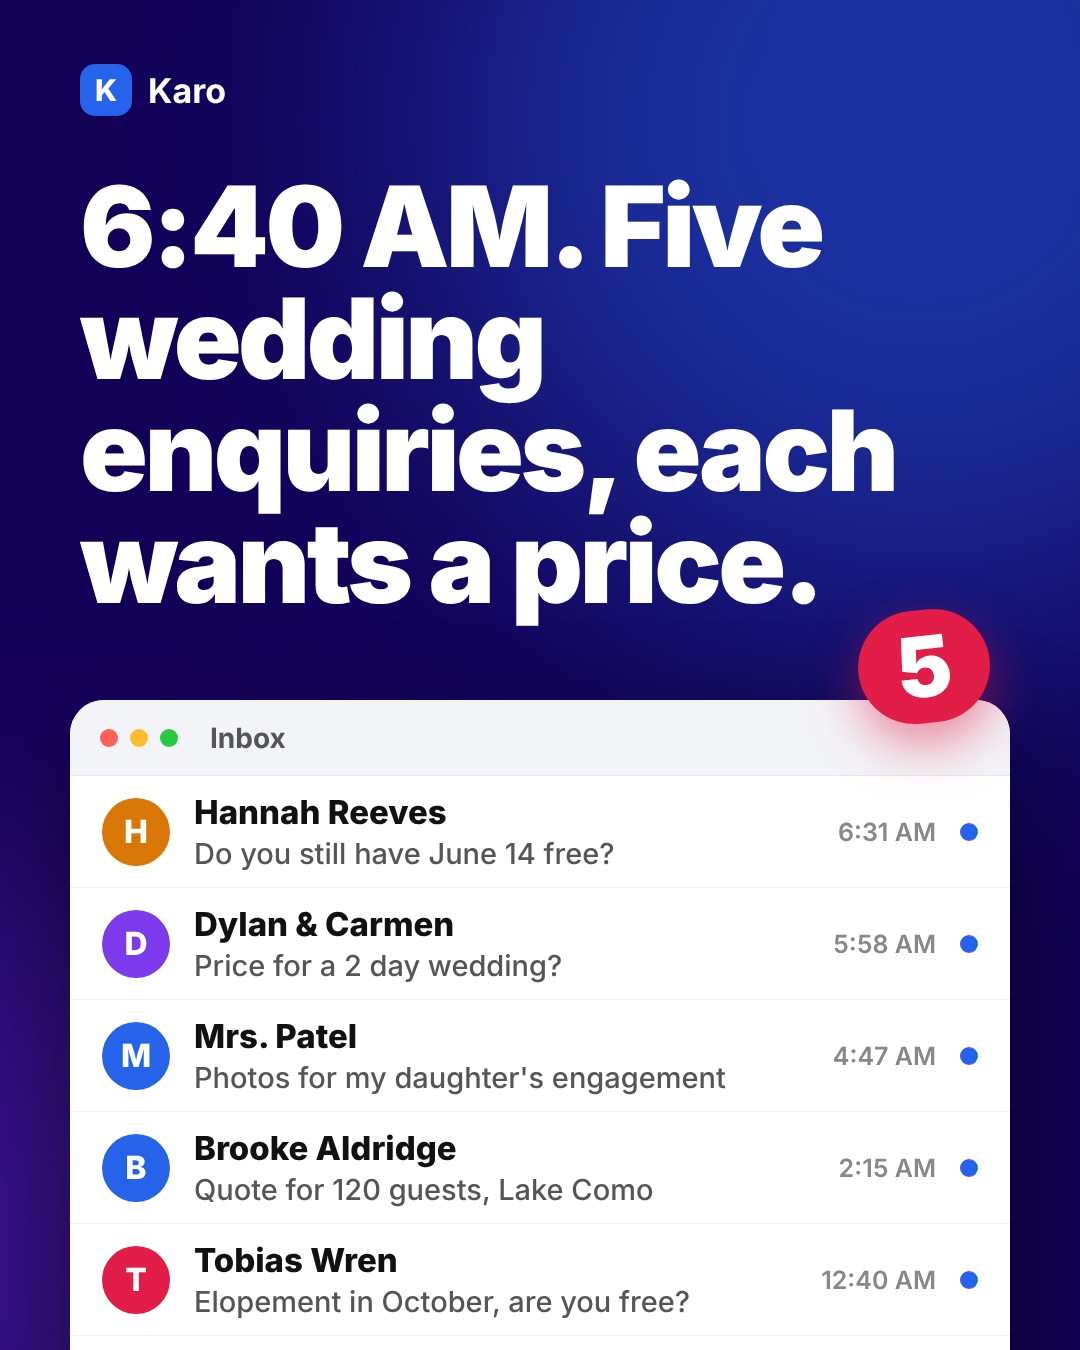 K Karo
6:40 AM. Five
wedding
enquiries, each
wants a price.
5
Inbox
H
Hannah Reeves
Do you still have June 14 free?
6:31 AM
D
Dylan & Carmen
Price for a 2 day wedding?
5:58 AM
M
Mrs. Patel
Photos for my daughter's engagement
4:47 AM
B
Brooke Aldridge
Quote for 120 guests, Lake Como
2:15 AM
T
Tobias Wren
Elopement in October, are you free?
12:40 AM